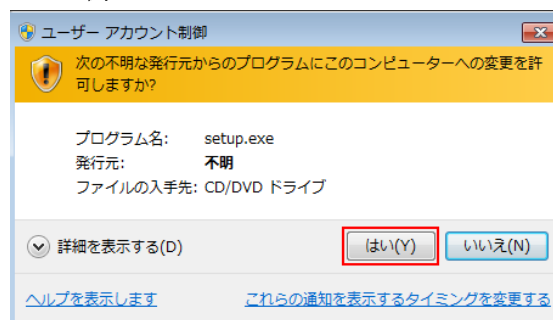 ユーザー アカウント制御
次の不明な発行元からのプログラムにこのコンピューターへの変更を許
可しますか?
プログラム名: setup.exe
発行元: 不明
ファイルの入手先: CD/DVD ドライブ
詳細を表示する(D) はい(Y) いいえ(N)
ヘルプを表示します これらの通知を表示するタイミングを変更する